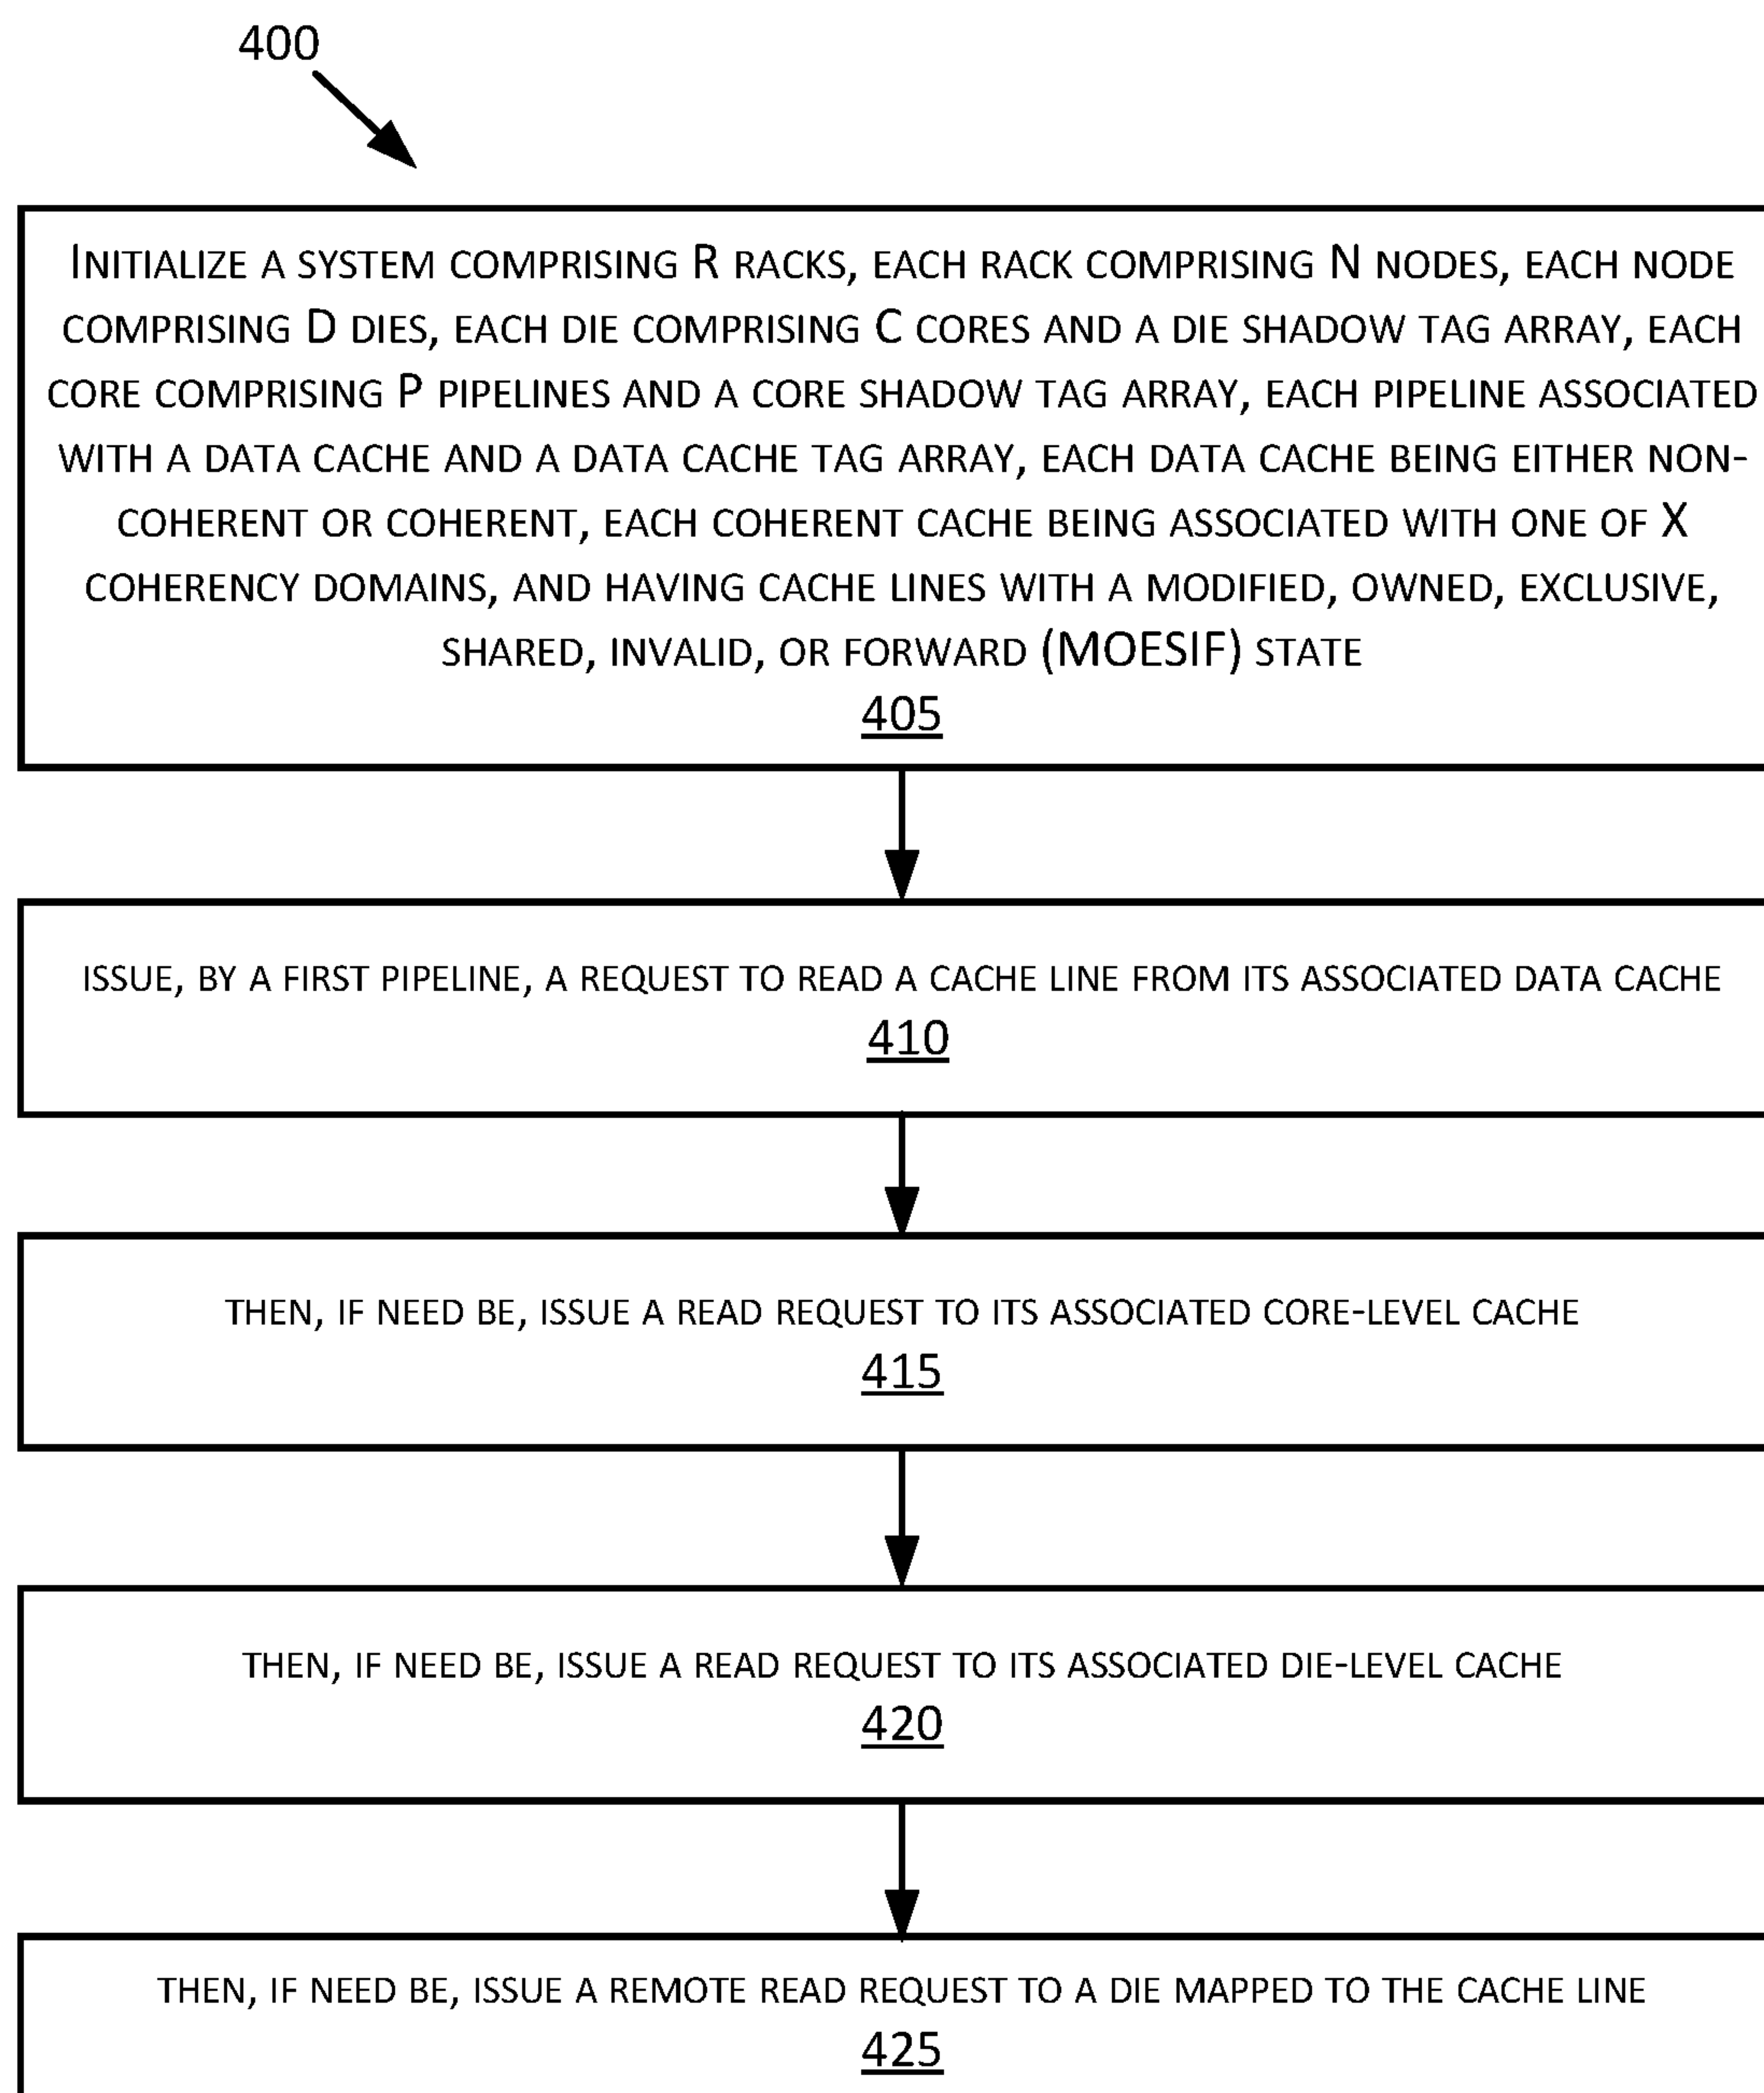 400
INITIALIZE A SYSTEM COMPRISING R RACKS, EACH RACK COMPRISING N NODES, EACH NODE
COMPRISING D DIES, EACH DIE COMPRISING C CORES AND A DIE SHADOW TAG ARRAY, EACH
CORE COMPRISING P PIPELINES AND A CORE SHADOW TAG ARRAY, EACH PIPELINE ASSOCIATED
WITH A DATA CACHE AND A DATA CACHE TAG ARRAY, EACH DATA CACHE BEING EITHER NON-
COHERENT OR COHERENT, EACH COHERENT CACHE BEING ASSOCIATED WITH ONE OF X
COHERENCY DOMAINS, AND HAVING CACHE LINES WITH A MODIFIED, OWNED, EXCLUSIVE,
SHARED, INVALID, OR FORWARD (MOESIF) STATE
405
ISSUE, BY A FIRST PIPELINE, A REQUEST TO READ A CACHE LINE FROM ITS ASSOCIATED DATA CACHE
410
THEN, IF NEED BE, ISSUE A READ REQUEST TO ITS ASSOCIATED CORE-LEVEL CACHE
415
THEN, IF NEED BE, ISSUE A READ REQUEST TO ITS ASSOCIATED DIE-LEVEL CACHE
420
THEN, IF NEED BE, ISSUE A REMOTE READ REQUEST TO A DIE MAPPED TO THE CACHE LINE
425